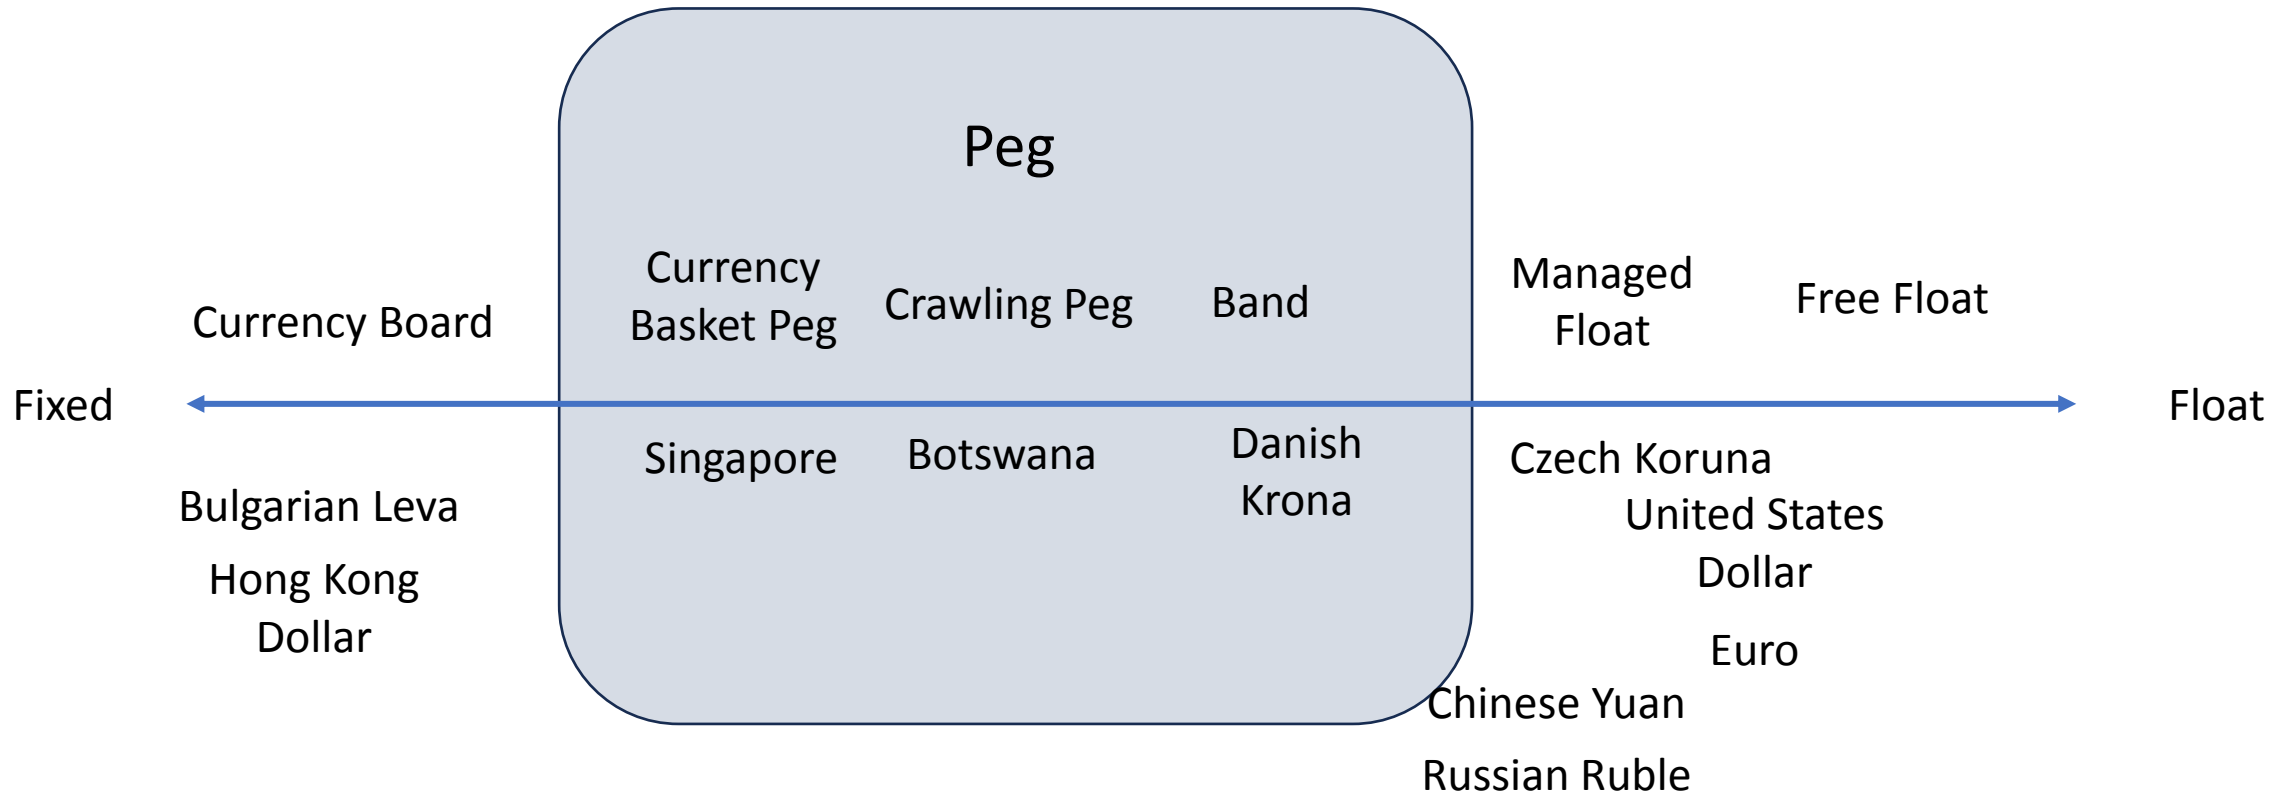 Peg
Currency
Basket Peg
Crawling Peg
Band
Managed
Float
Free Float
Currency Board
Fixed
Float
Singapore
Botswana
Danish
Krona
Czech Koruna
United States
Dollar
Bulgarian Leva
Hong Kong
Dollar
Euro
Chinese Yuan
Russian Ruble